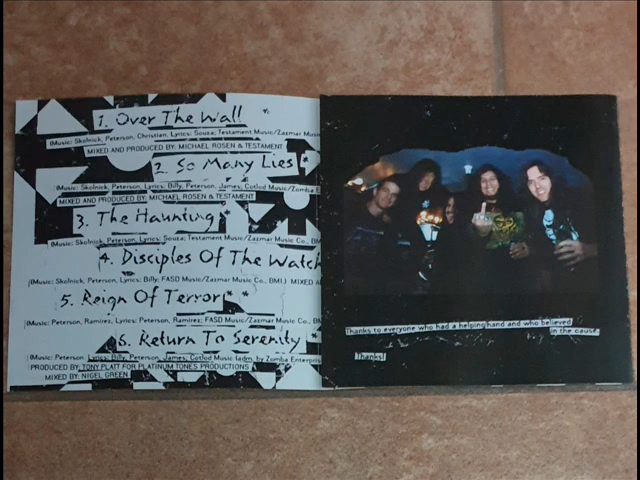 1. Over The Wall *
(Music: Skolnick, Peterson, Christian, Lyrics: Souza; Testament Music/Zazmar Music
MIXED AND PRODUCED BY: MICHAEL ROSEN & TESTAMENT
2. So Many Lies *
(Music: Skolnick, Peterson, Lyrics: Billy, Peterson, James; Cotlod Music/Zomba E
MIXED AND PRODUCED BY: MICHAEL ROSEN & TESTAMENT
3. The Haunting *
(Music: Skolnick, Peterson, Lyrics: Souza; Testament Music/Zazmar Music Co., BM
4. Disciples Of The Watch
(Music: Skolnick, Peterson, Lyrics: Billy; FASD Music/Zazmar Music Co., BMI.) MIXED A
5. Reign Of Terror * *
(Music: Peterson, Ramirez, Lyrics: Peterson, Ramirez; FASD Music/Zazmar Music Co., BM
6. Return To Serenity
(Music: Peterson, Lyrics: Billy, Peterson, James; Cotlod Music (adm. by Zomba Enterpris
PRODUCED BY: TONY PLATT FOR PLATINUM TONES PRODUCTIONS
MIXED BY: NIGEL GREEN
Thanks to everyone who had a helping hand and who believed
in the cause.
Thanks!